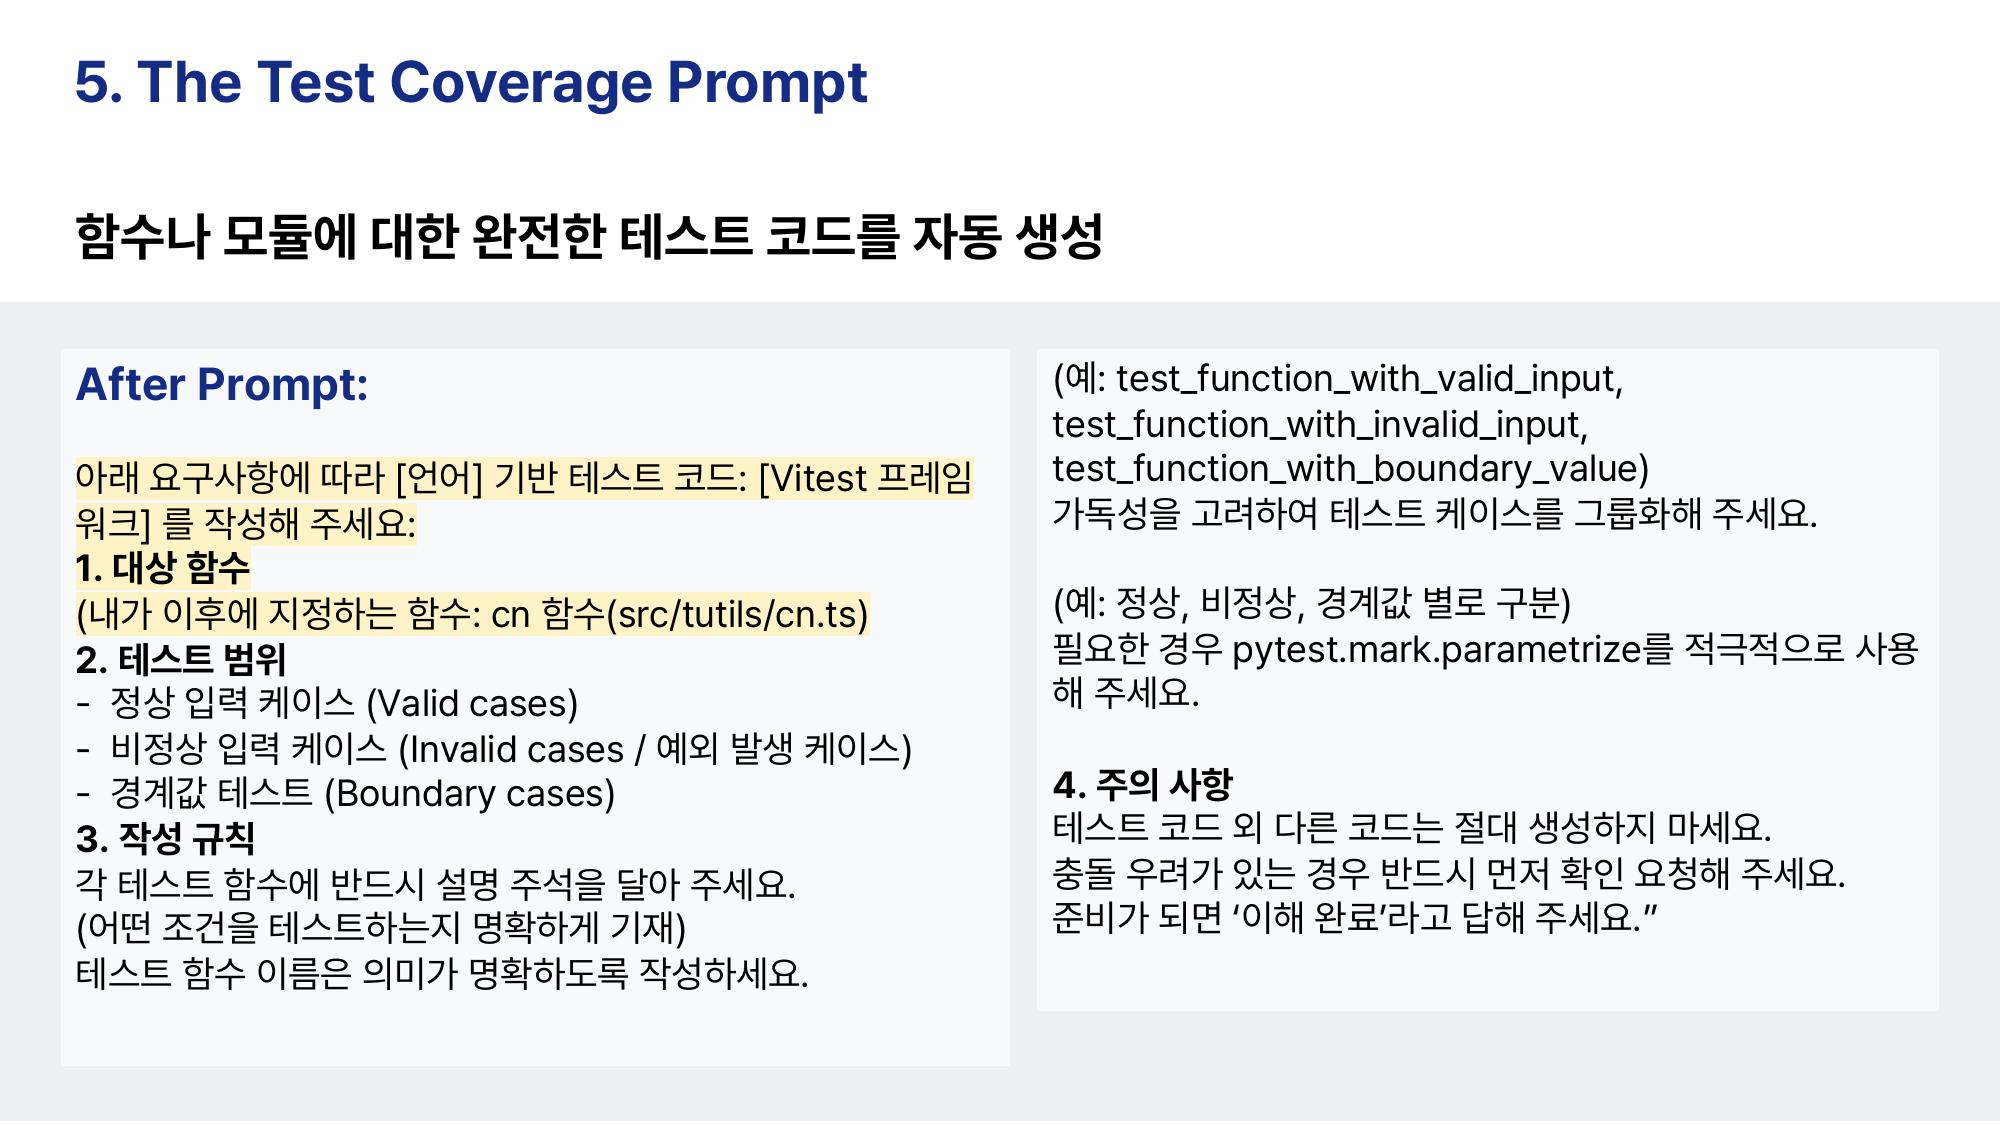 5. The Test Coverage Prompt
함수나 모듈에 대한 완전한 테스트 코드를 자동 생성
After Prompt:
아래 요구사항에 따라 [언어] 기반 테스트 코드: [Vitest 프레임
워크] 를 작성해 주세요:
1. 대상 함수
(내가 이후에 지정하는 함수: cn 함수(src/tutils/cn.ts)
2. 테스트 범위
- 정상 입력 케이스 (Valid cases)
- 비정상 입력 케이스 (Invalid cases / 예외 발생 케이스)
- 경계값 테스트 (Boundary cases)
3. 작성 규칙
각 테스트 함수에 반드시 설명 주석을 달아 주세요.
(어떤 조건을 테스트하는지 명확하게 기재)
테스트 함수 이름은 의미가 명확하도록 작성하세요.
(예: test_function_with_valid_input,
test_function_with_invalid_input,
test_function_with_boundary_value)
가독성을 고려하여 테스트 케이스를 그룹화해 주세요.
(예: 정상, 비정상, 경계값 별로 구분)
필요한 경우 pytest.mark.parametrize를 적극적으로 사용
해 주세요.
4. 주의 사항
테스트 코드 외 다른 코드는 절대 생성하지 마세요.
충돌 우려가 있는 경우 반드시 먼저 확인 요청해 주세요.
준비가 되면 ‘이해 완료’라고 답해 주세요.”